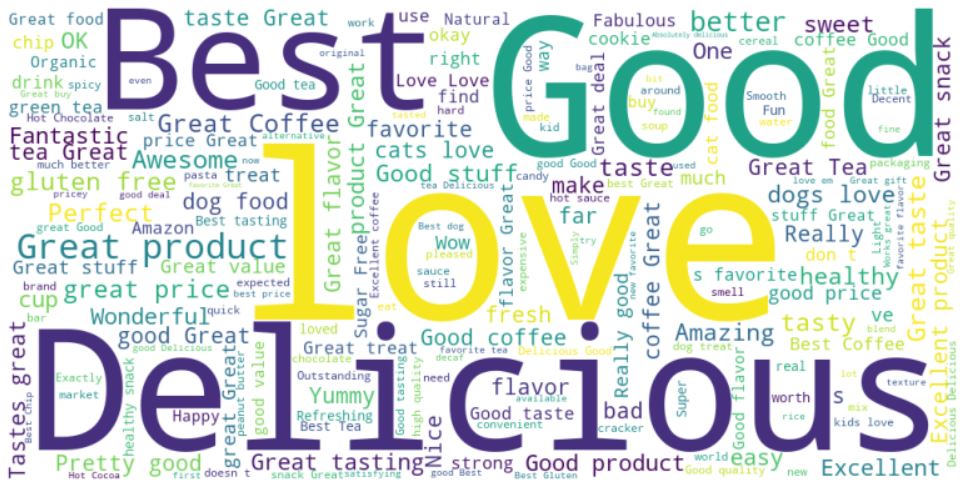 Great food
taste Great
work
use
Natural
Fabulous
Absolutely delicious
better
sweet
chip
OK
Best
okay
cookie
cereal
coffee Good
original
Good
One
Organic
way
price Good
bit
around
Smooth
little
drink
spicy
even
Good tea
right
bag
buy
Fun
Decent
Great buy
Love Love
made
found
water
green tea
find
kid
soup
fine
Hot Chocolate
salt
Great Coffee
hard
tasted
Great deal
cat food
food Great
Great snack
Fantastic
price Great
alternative
favorite
product Great
tea Great
Awesome
now
cats love
good Good
taste
used
Great Tea
packaging
much better
pasta
treat
favorite Great
Great flavor
Good stuff
candy
make
best Great
much
love em
Great gift
gluten free
pricey
good deal
dog food
tea Delicious
hot sauce
dogs love
Perfect
Best tasting
love
Best dog
far
go
stuff Great
Light
Works great
favorite flavor
Great taste
great Good
Amazon
Wow
Simply
try
new favorite
Really
Great product
Sugar Free
Excellent coffee
pleased
flavor Great
expensive
coffee Great
don t
Great stuff
Great value
sauce
s favorite
healthy
Great quality
brand
expected
still
smell
good price
great price
best price
cup
bar
Wonderful
quick
eat
fresh
Really good
Amazing
tasty
ve
Excellent product
good Great
loved
Good coffee
Best Coffee
blend
Delicious
Great treat
favorite tea
Delicious Good
dog treat
Tastes great
good Delicious
chocolate
decaf
Good flavor
real
lot
Exactly
healthy snack
great Great
peanut butter
good value
Outstanding
Good tasting
high quality
need
flavor
Super
worth
s
texture
market
Yummy
available
mix
Best Chip
Happy
Refreshing
Good taste
bad
rice
kids love
Best Tea
convenient
cracker
Delicious Delicious
Nice
Pretty good
Great tasting
strong
Good product
world
easy
Excellent
Hot Cocoa
first
doesn t
snack Great
satisfying
good Best
Best Gluten
Good quality
new